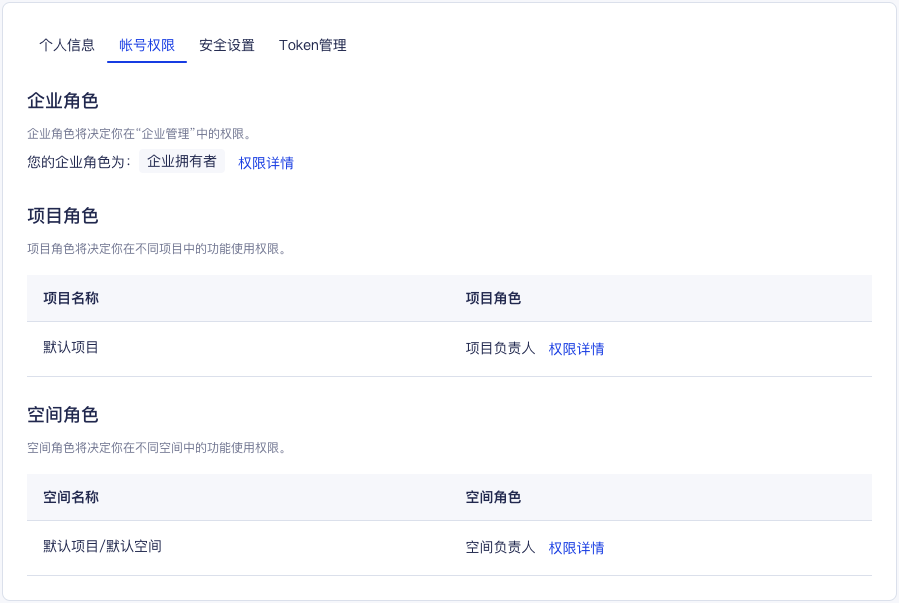 个人信息 帐号权限 安全设置 Token管理
企业角色
企业角色将决定你在“企业管理”中的权限。
您的企业角色为： 企业拥有者 权限详情
项目角色
项目角色将决定你在不同项目中的功能使用权限。
项目名称 项目角色
默认项目 项目负责人 权限详情
空间角色
空间角色将决定你在不同空间中的功能使用权限。
空间名称 空间角色
默认项目/默认空间 空间负责人 权限详情